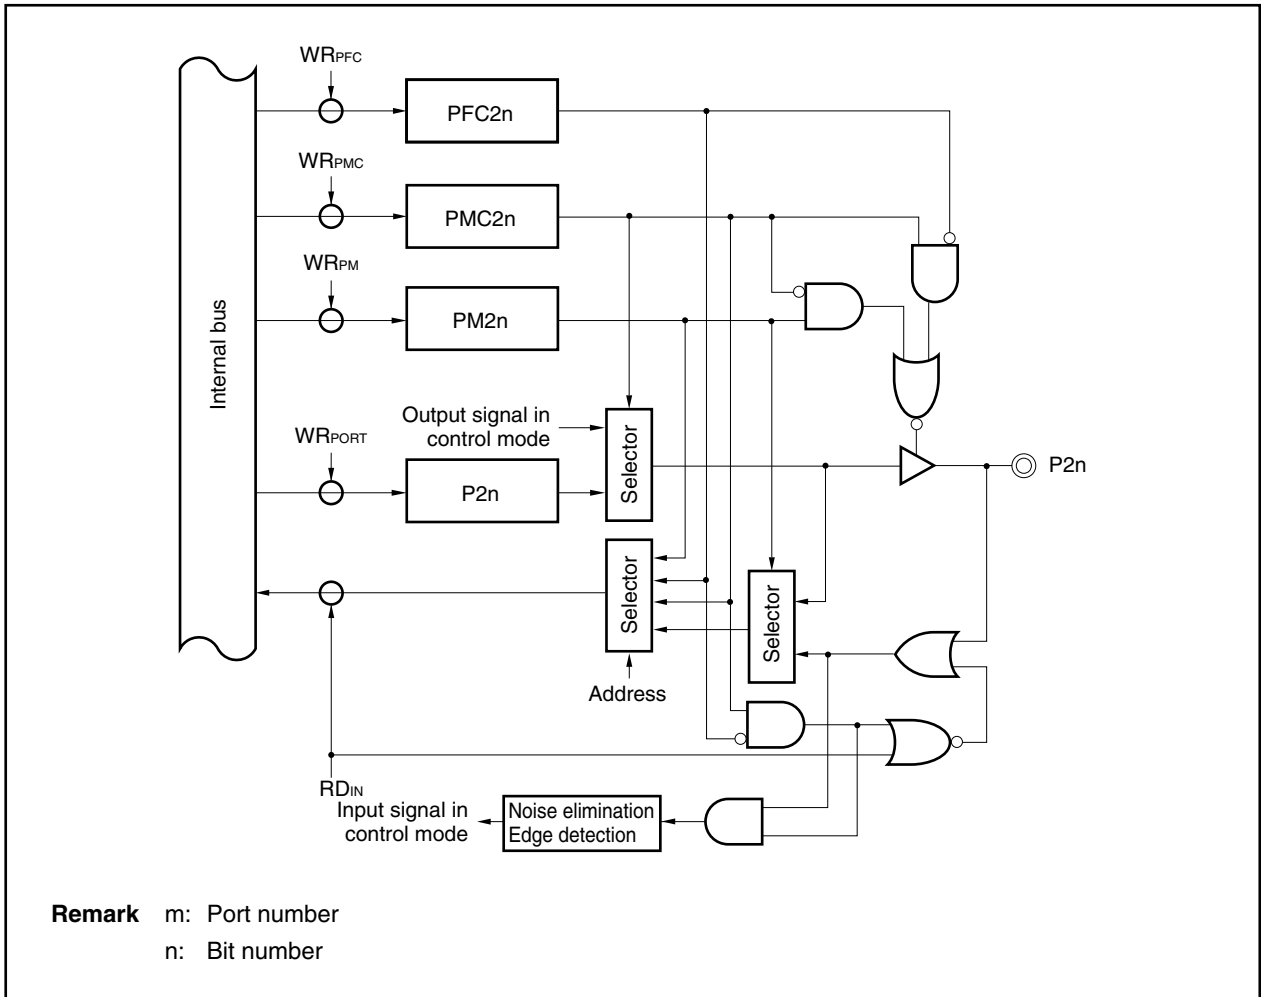 WRPFC
PFC2n
WRPMC
PMC2n
WRPM
PM2n
Internal bus
Output signal in
control mode
Selector
WRPORT
P2n
P2n
Selector
Selector
Address
RDIN
Input signal in
control mode
Noise elimination
Edge detection
Remark m: Port number
n: Bit number